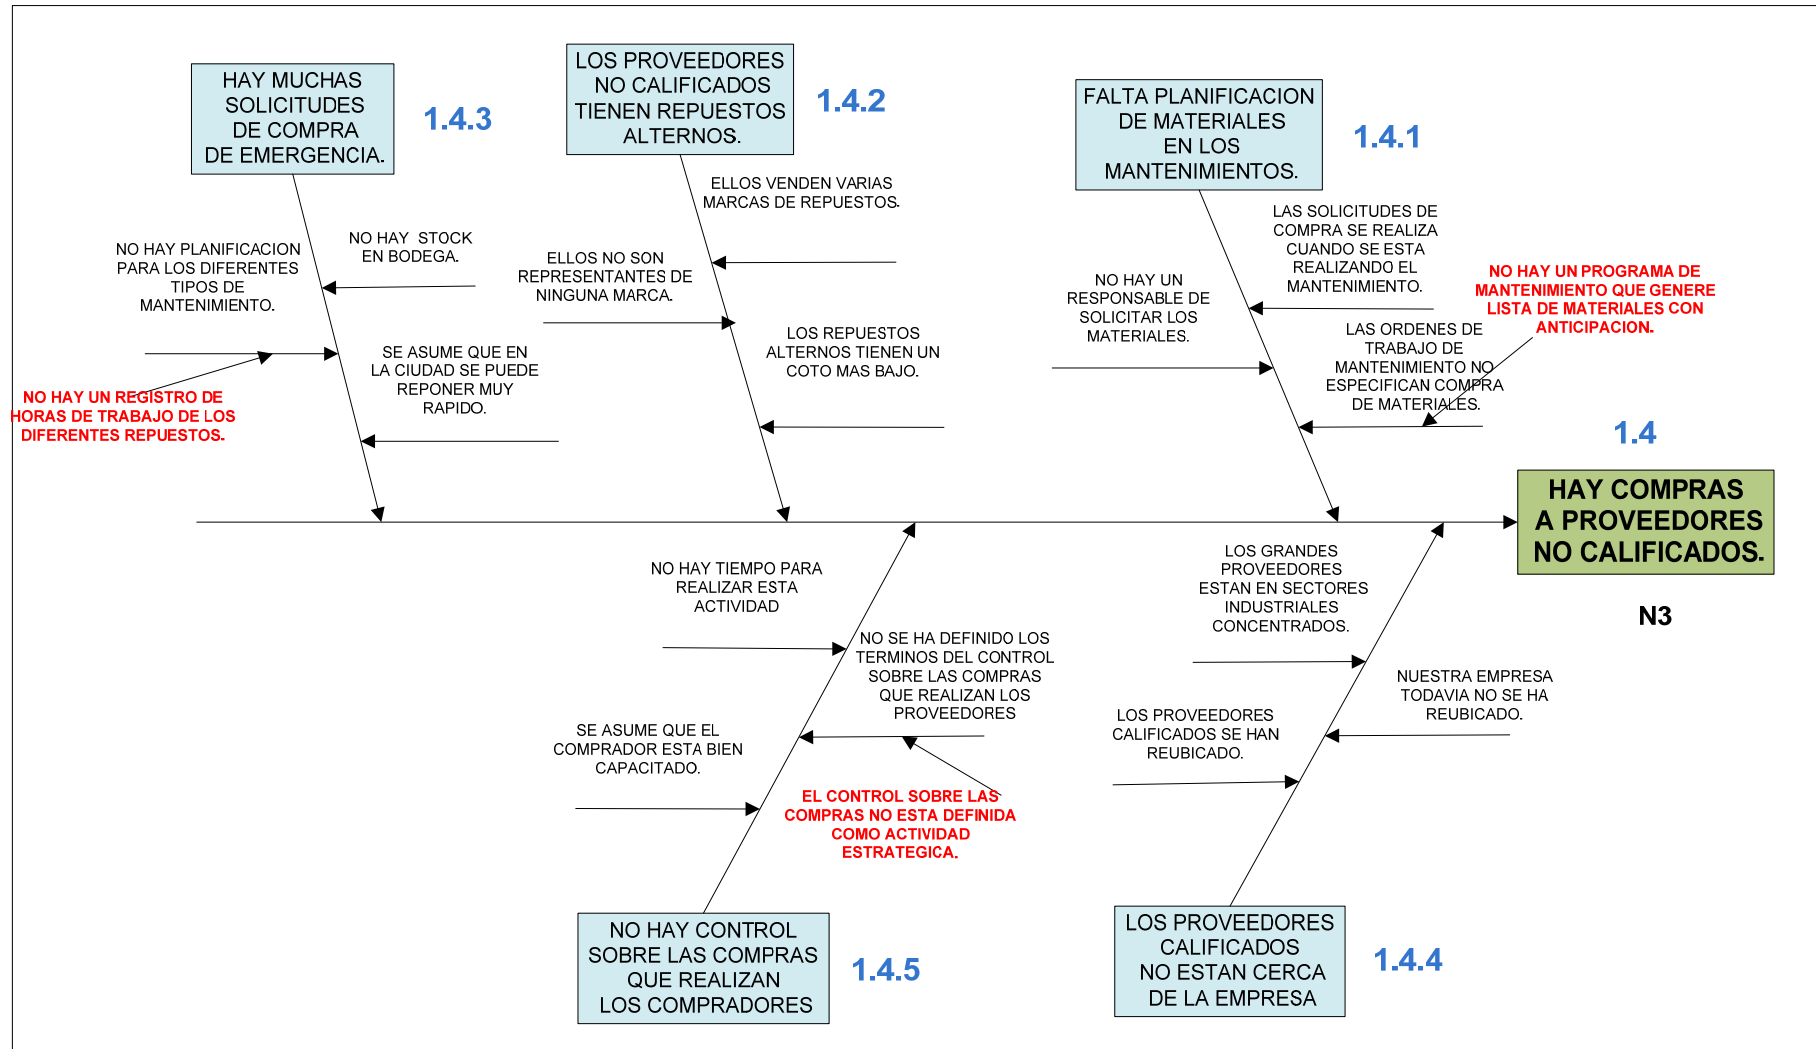 HAY MUCHAS
SOLICITUDES
DE COMPRA
DE EMERGENCIA.
1.4.3
LOS PROVEEDORES
NO CALIFICADOS
TIENEN REPUESTOS
ALTERNOS.
1.4.2
FALTA PLANIFICACION
DE MATERIALES
EN LOS
MANTENIMIENTOS.
1.4.1
NO HAY PLANIFICACION
PARA LOS DIFERENTES
TIPOS DE
MANTENIMIENTO.
NO HAY STOCK
EN BODEGA.
NO HAY UN REGISTRO DE
HORAS DE TRABAJO DE LOS
DIFERENTES REPUESTOS.
SE ASUME QUE EN
LA CIUDAD SE PUEDE
REPONER MUY
RAPIDO.
ELLOS VENDEN VARIAS
MARCAS DE REPUESTOS.
ELLOS NO SON
REPRESENTANTES DE
NINGUNA MARCA.
LOS REPUESTOS
ALTERNOS TIENEN UN
COTO MAS BAJO.
LAS SOLICITUDES DE
COMPRA SE REALIZA
CUANDO SE ESTA
REALIZANDO EL
MANTENIMIENTO.
NO HAY UN
RESPONSABLE DE
SOLICITAR LOS
MATERIALES.
NO HAY UN PROGRAMA DE
MANTENIMIENTO QUE GENERE
LISTA DE MATERIALES CON
ANTICIPACION.
LAS ORDENES DE
TRABAJO DE
MANTENIMIENTO NO
ESPECIFICAN COMPRA
DE MATERIALES.
1.4
HAY COMPRAS
A PROVEEDORES
NO CALIFICADOS.
N3
NO HAY TIEMPO PARA
REALIZAR ESTA
ACTIVIDAD
NO SE HA DEFINIDO LOS
TERMINOS DEL CONTROL
SOBRE LAS COMPRAS
QUE REALIZAN LOS
PROVEEDORES
SE ASUME QUE EL
COMPRADOR ESTA BIEN
CAPACITADO.
EL CONTROL SOBRE LAS
COMPRAS NO ESTA DEFINIDA
COMO ACTIVIDAD
ESTRATEGICA.
LOS GRANDES
PROVEEDORES
ESTAN EN SECTORES
INDUSTRIALES
CONCENTRADOS.
NUESTRA EMPRESA
TODAVIA NO SE HA
REUBICADO.
LOS PROVEEDORES
CALIFICADOS SE HAN
REUBICADO.
NO HAY CONTROL
SOBRE LAS COMPRAS
QUE REALIZAN
LOS COMPRADORES
1.4.5
LOS PROVEEDORES
CALIFICADOS
NO ESTAN CERCA
DE LA EMPRESA
1.4.4